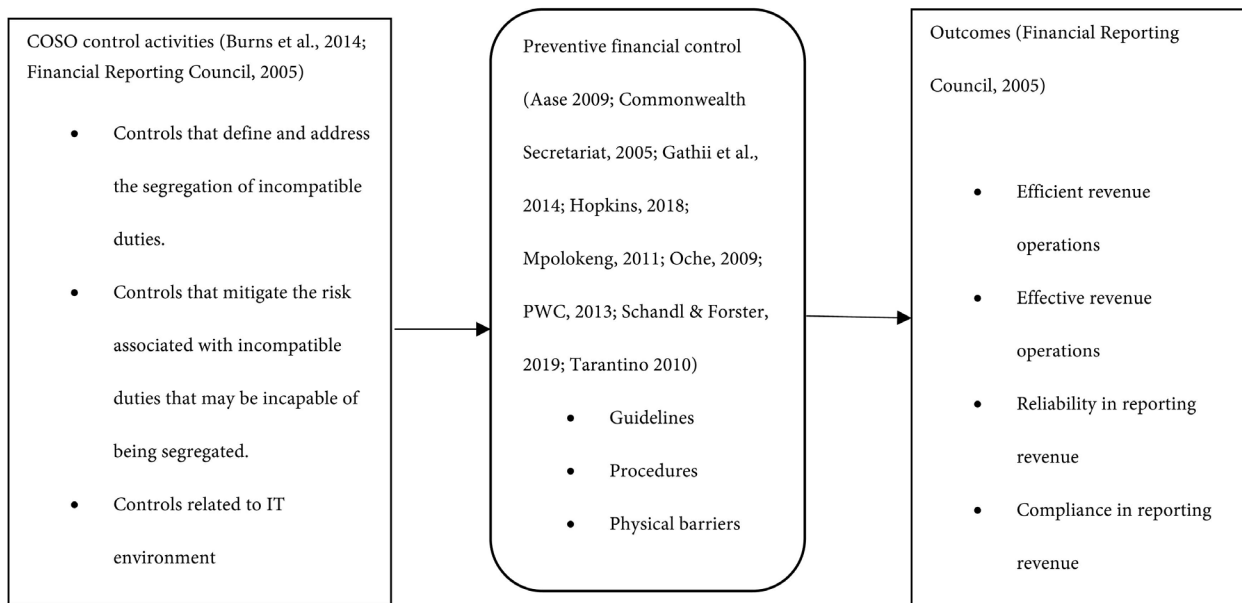 COSO control activities (Burns et al., 2014;
Financial Reporting Council, 2005)
• Controls that define and address
the segregation of incompatible
duties.
• Controls that mitigate the risk
associated with incompatible
duties that may be incapable of
being segregated.
• Controls related to IT
environment
Preventive financial control
(Aase 2009; Commonwealth
Secretariat, 2005; Gathii et al.,
2014; Hopkins, 2018;
Mpolokeng, 2011; Oche, 2009;
PWC, 2013; Schandl & Forster,
2019; Tarantino 2010)
• Guidelines
• Procedures
• Physical barriers
Outcomes (Financial Reporting
Council, 2005)
• Efficient revenue
operations
• Effective revenue
operations
• Reliability in reporting
revenue
• Compliance in reporting
revenue